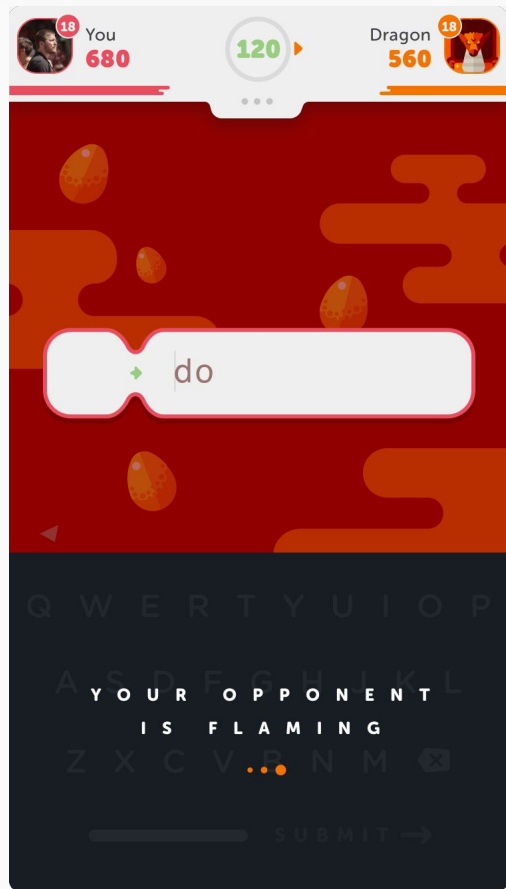 18 You
680
120
Dragon 18
560
do
Q W E R T Y U I O P
A S D F G H J K L
YOUR OPPONENT
IS FLAMING
Z X C V B N M
SUBMIT